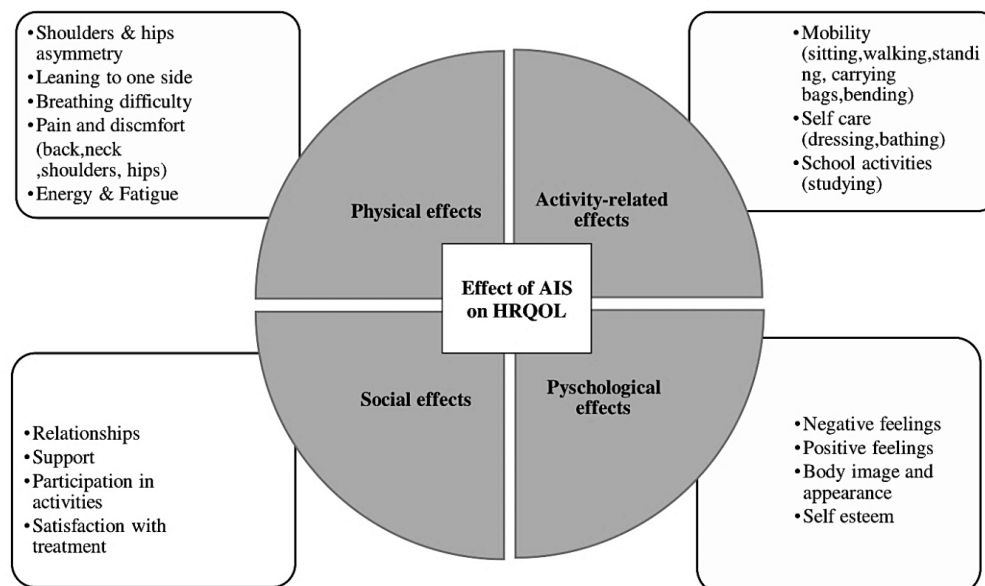 •Shoulders & hips
asymmetry
•Leaning to one side
•Breathing difficulty
•Pain and discmfort
(back,neck
,shoulders, hips)
•Energy & Fatigue
•Mobility
(sitting,walking,standi
ng, carrying
bags,bending)
•Self care
(dressing,bathing)
•School activities
(studying)
Physical effects
Activity-related
effects
Effect of AIS
on HRQOL
Social effects
Pyschological
effects
•Relationships
•Support
•Participation in
activities
•Satisfaction with
treatment
•Negative feelings
•Positive feelings
•Body image and
appearance
•Self esteem